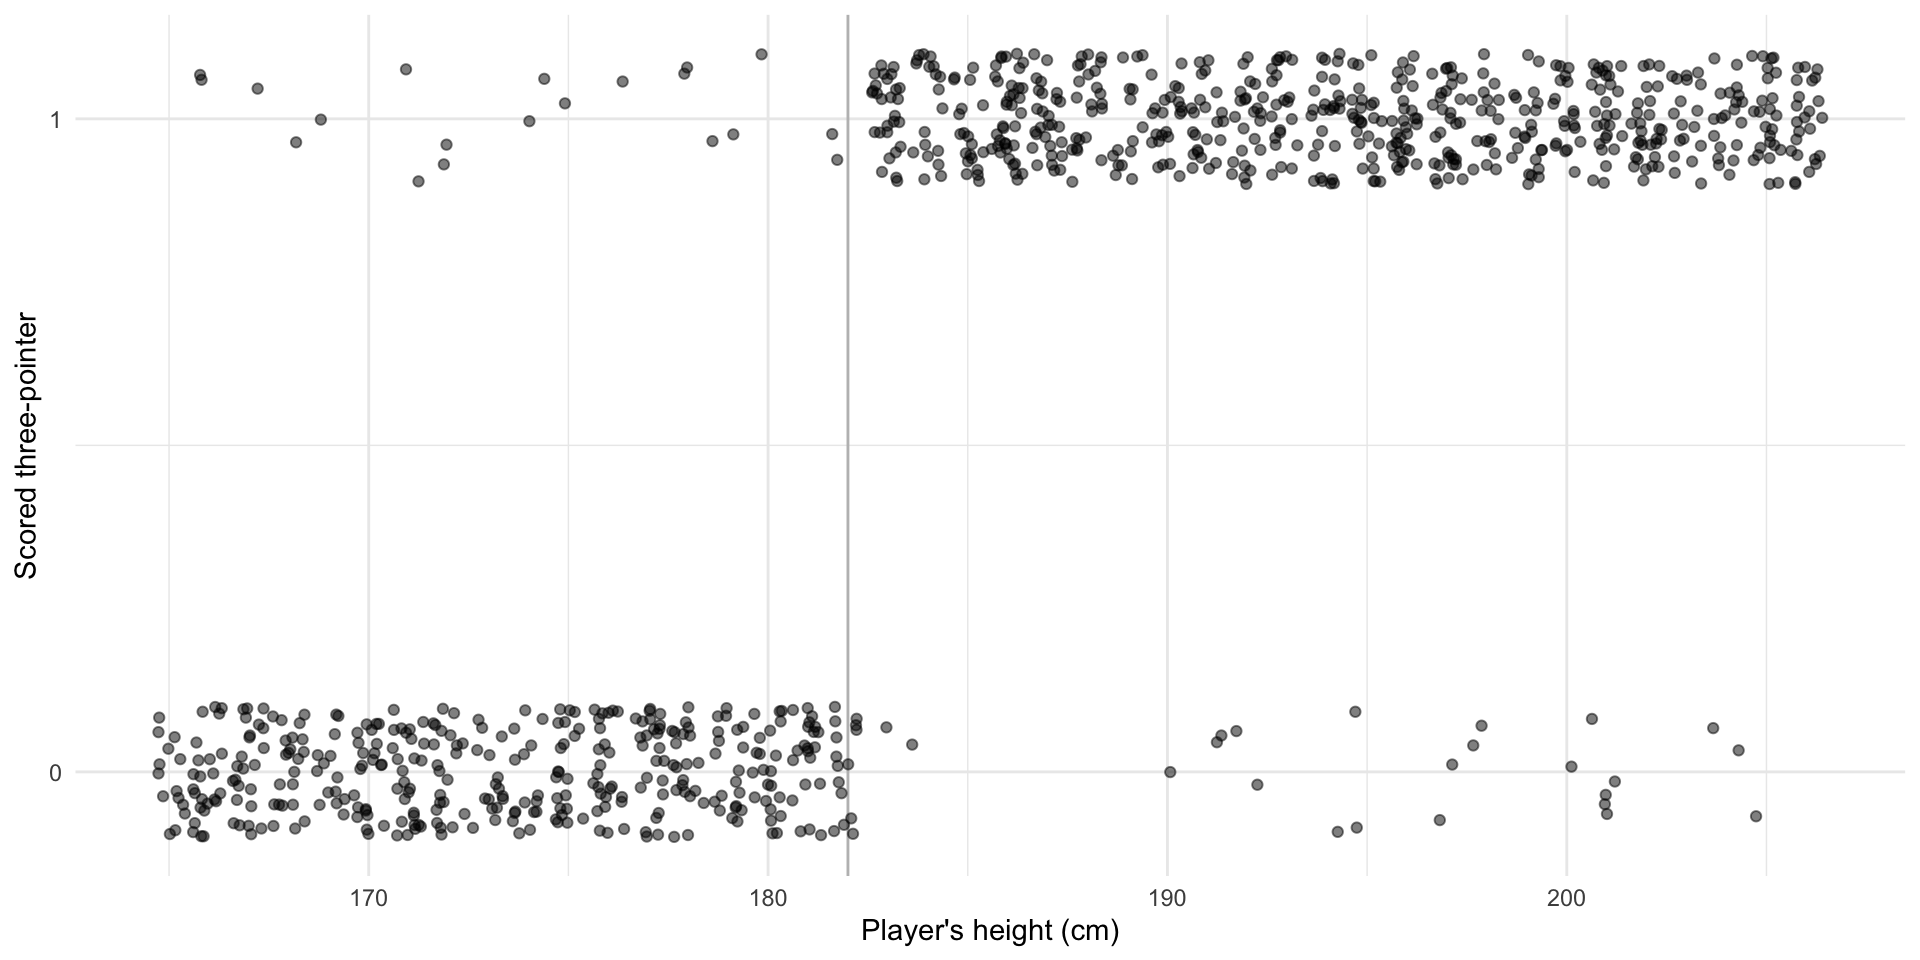 Scored three-pointer
1
0
170 180 190 200
Player's height (cm)